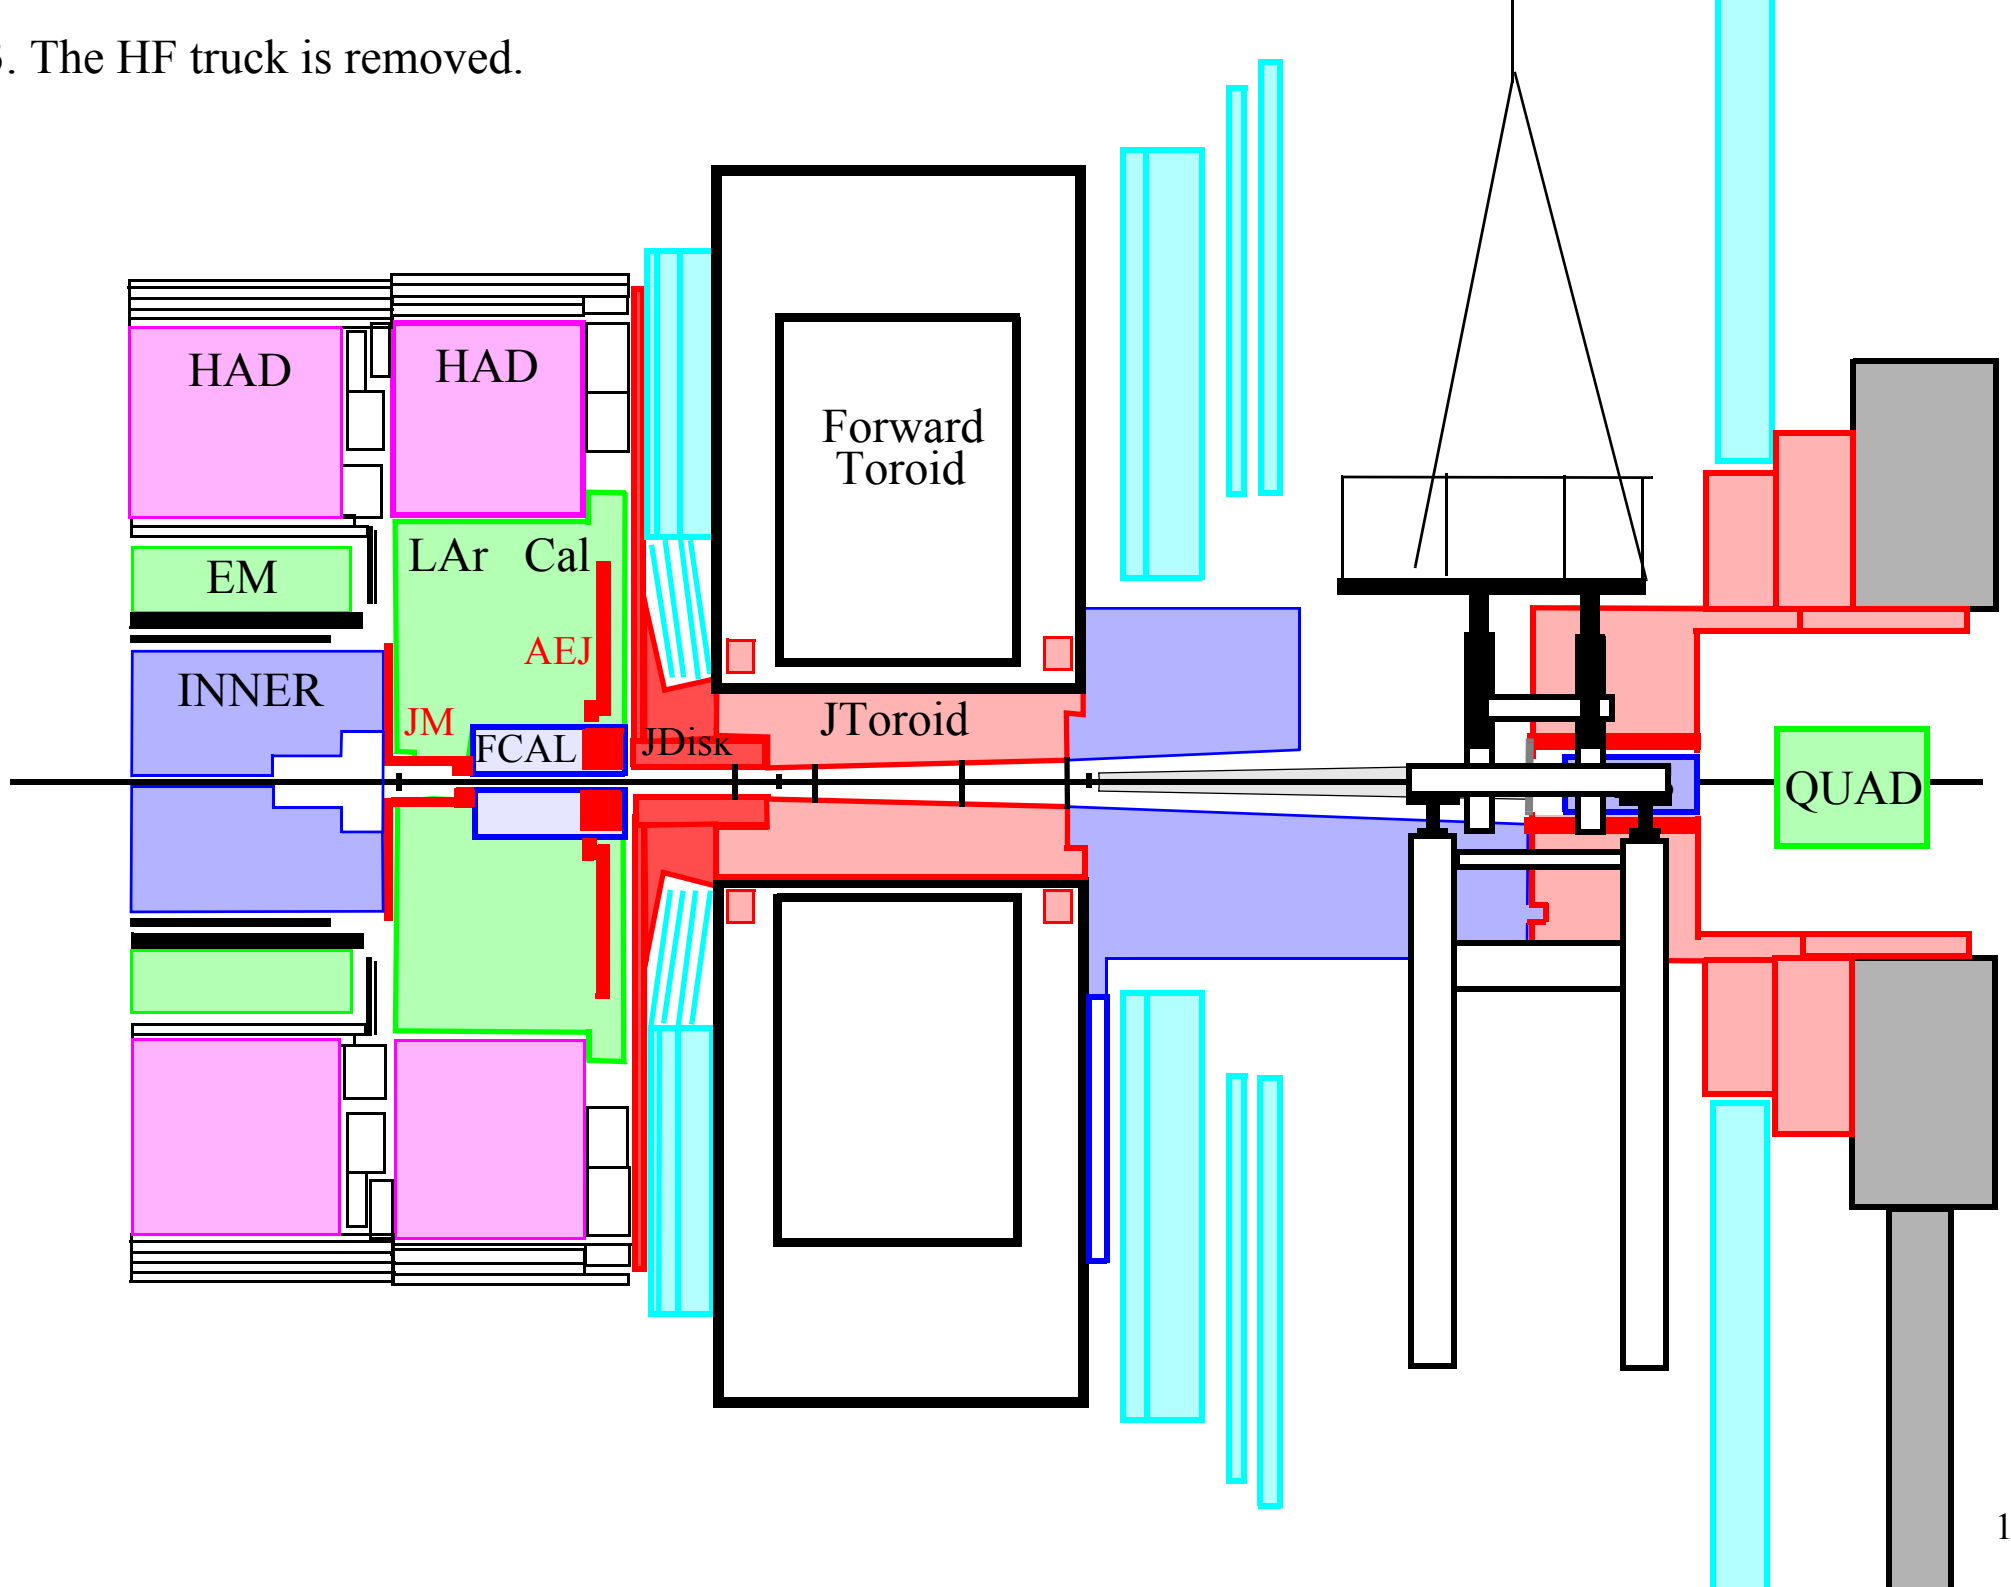 . The HF truck is removed.
HAD
HAD
Forward
Toroid
LAr Cal
EM
AEJ
INNER
JM
JToroid
FCAL
JDisk
QUAD
1